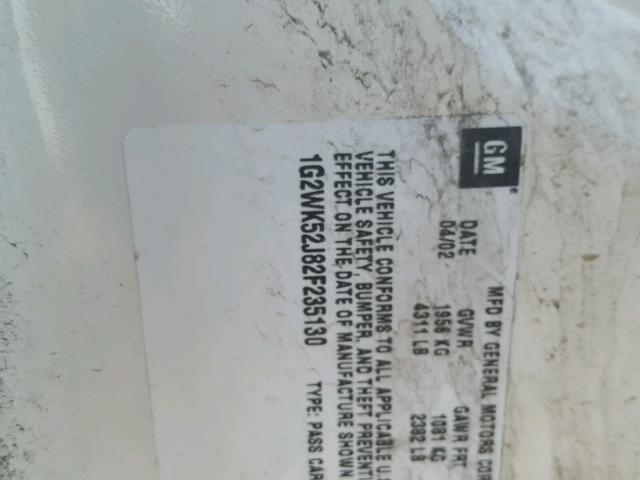 GM
MFD BY GENERAL MOTORS COR
DATE GVWR GAWR FRT
04/02 1956 KG 1081 KG
4311 LB 2382 LB
THIS VEHICLE CONFORMS TO ALL APPLICABLE U.S
VEHICLE SAFETY, BUMPER, AND THEFT PREVENTI
EFFECT ON THE DATE OF MANUFACTURE SHOWN
1G2WK52J82F235130 TYPE: PASS CAR